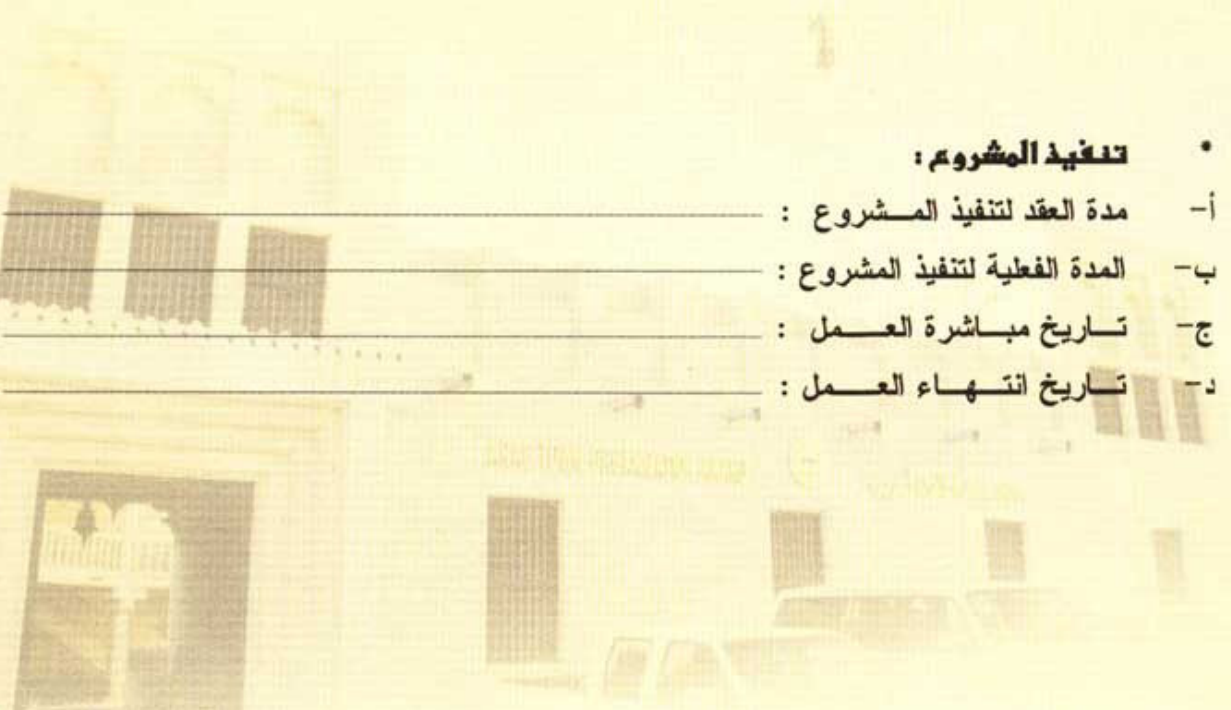 • تنفيذ المشروع :
أ- مدة العقد لتنفيذ المشروع :
ب- المدة الفعلية لتنفيذ المشروع :
ج- تاريخ مباشرة العمل :
د- تاريخ انتهاء العمل :